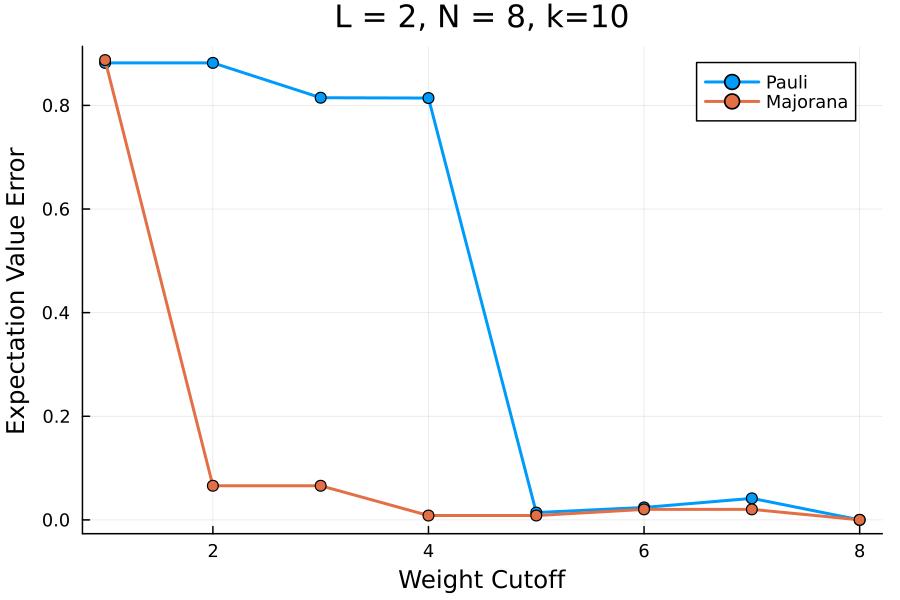 L = 2, N = 8, k=10
Pauli
Majorana
Expectation Value Error
0.8
0.6
0.4
0.2
0.0
2
4
6
8
Weight Cutoff